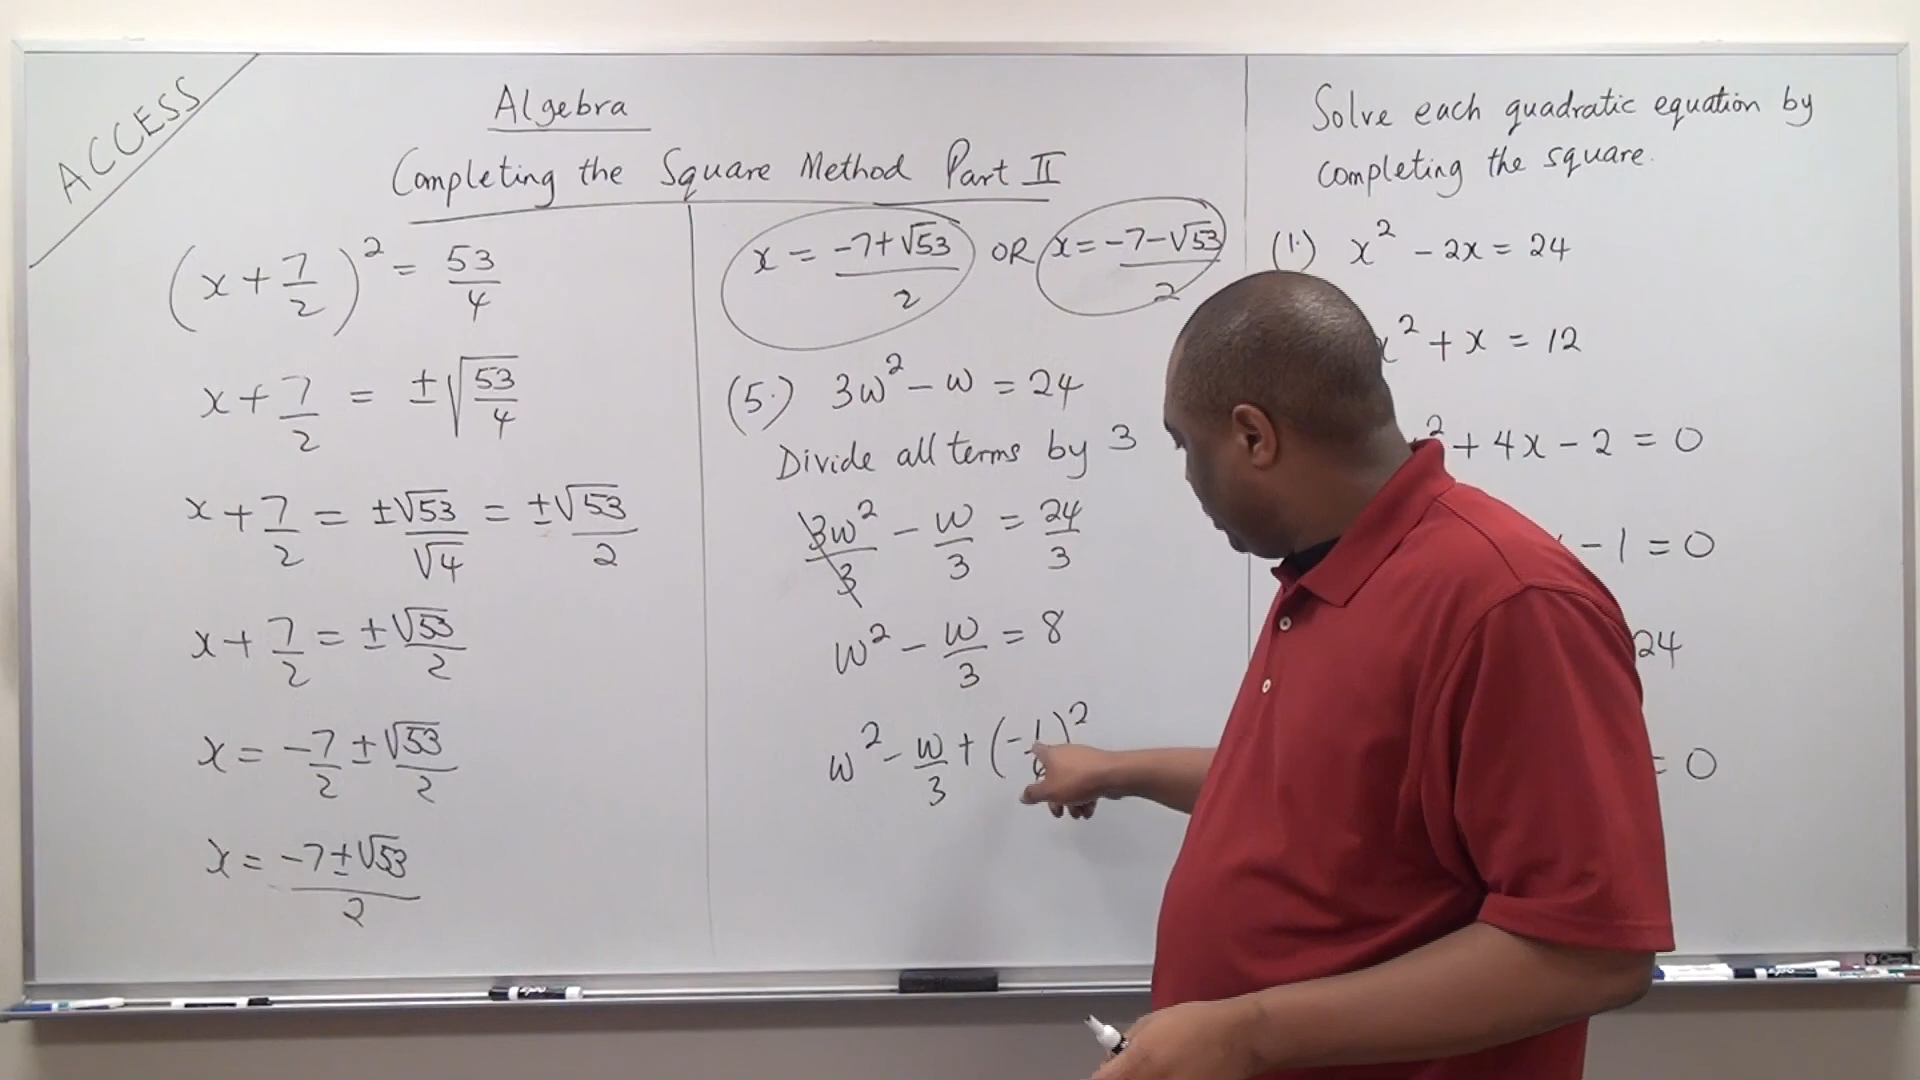 ACCESS
Algebra
Completing the Square Method Part II
(x + 7/2)² = 53/4
x + 7/2 = ±√(53/4)
x + 7/2 = ±√53/√4 = ±√53/2
x + 7/2 = ±√53/2
x = -7/2 ± √53/2
x = (-7 ± √53)/2
x = (-7+√53)/2 OR x = (-7-√53)/2
(5.) 3w² - w = 24
Divide all terms by 3
3w²/3 - w/3 = 24/3
w² - w/3 = 8
w² - w/3 + (-1/
)²
Solve each quadratic equation by
completing the square.
(1.) x² - 2x = 24
x² + x = 12
² + 4x - 2 = 0
- 1 = 0
24
= 0